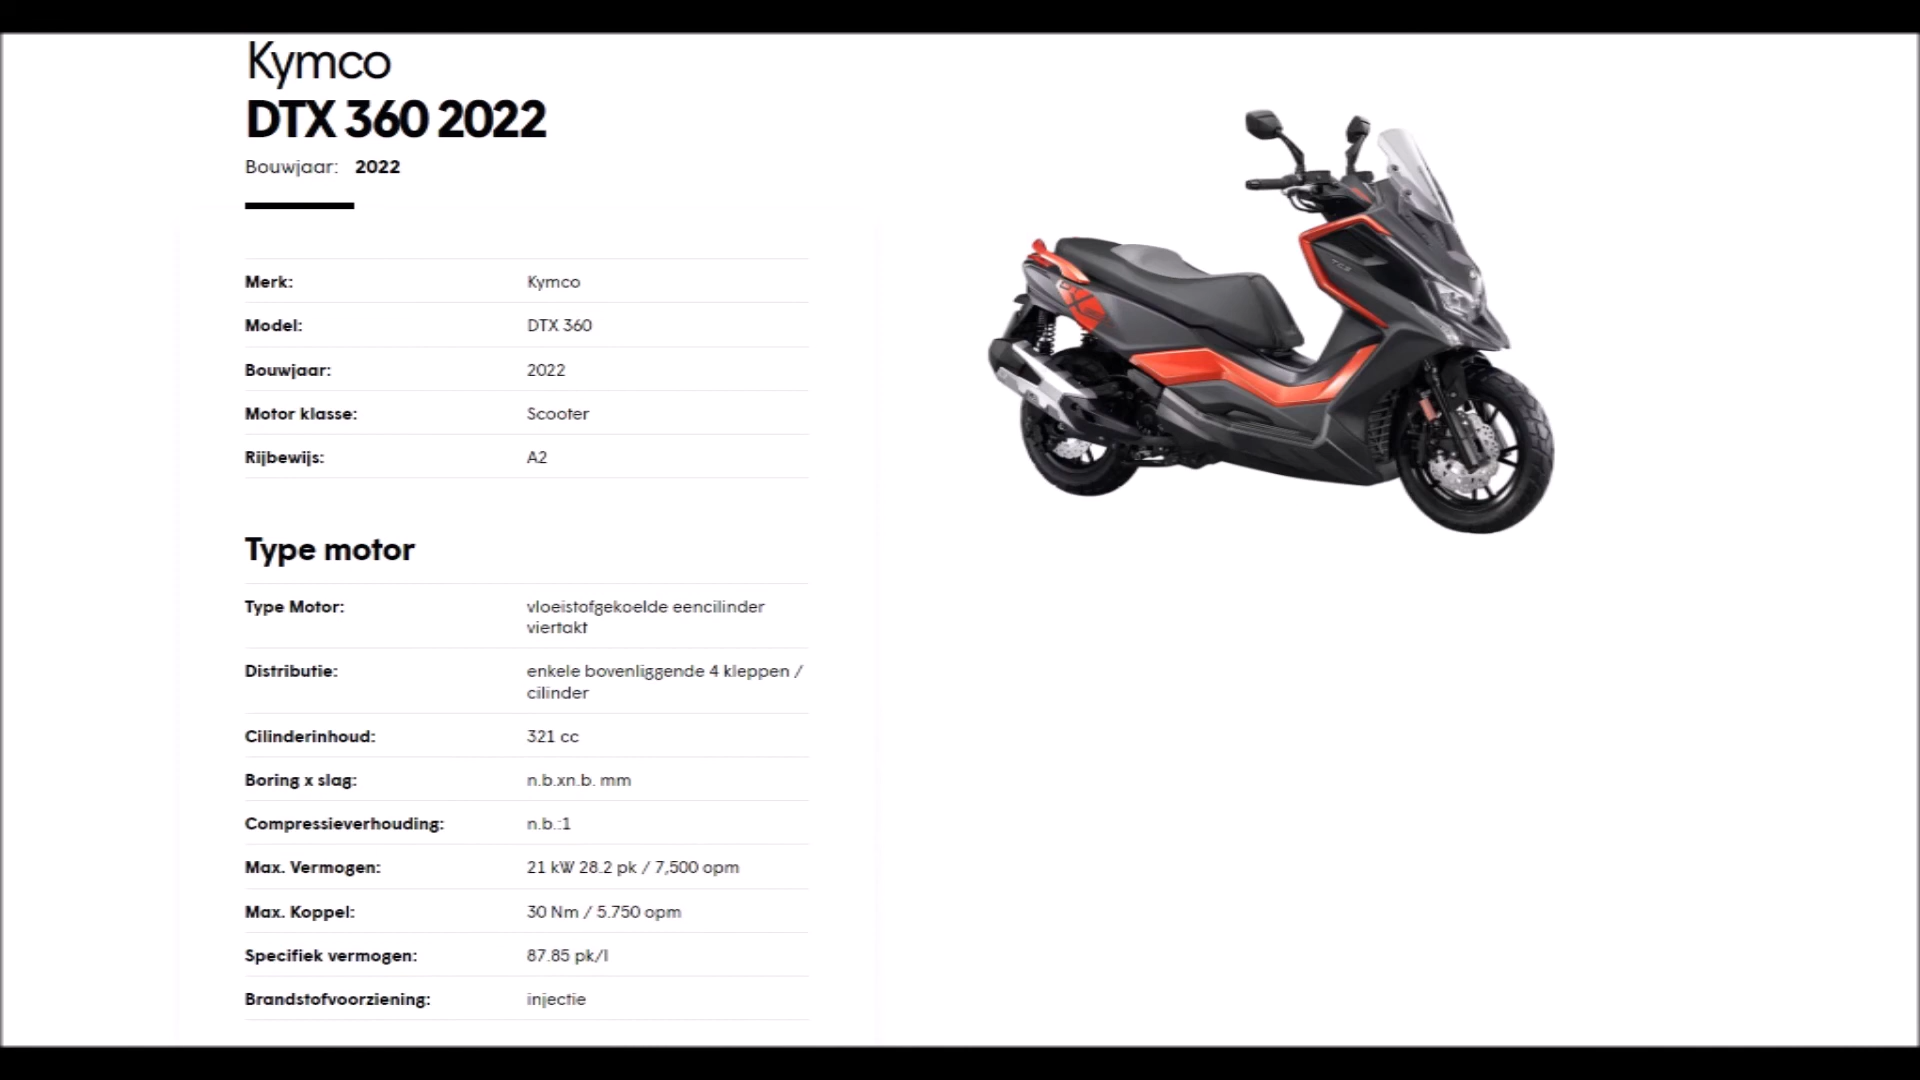 Kymco
DTX 360 2022
Bouwjaar: 2022
Merk: Kymco
Model: DTX 360
Bouwjaar: 2022
Motor klasse: Scooter
Rijbewijs: A2
Type motor
Type Motor: vloeistofgekoelde eencilinder
viertakt
Distributie: enkele bovenliggende 4 kleppen /
cilinder
Cilinderinhoud: 321 cc
Boring x slag: n.b.xn.b. mm
Compressieverhouding: n.b.:1
Max. Vermogen: 21 kW 28.2 pk / 7,500 opm
Max. Koppel: 30 Nm / 5.750 opm
Specifiek vermogen: 87.85 pk/l
Brandstofvoorziening: injectie